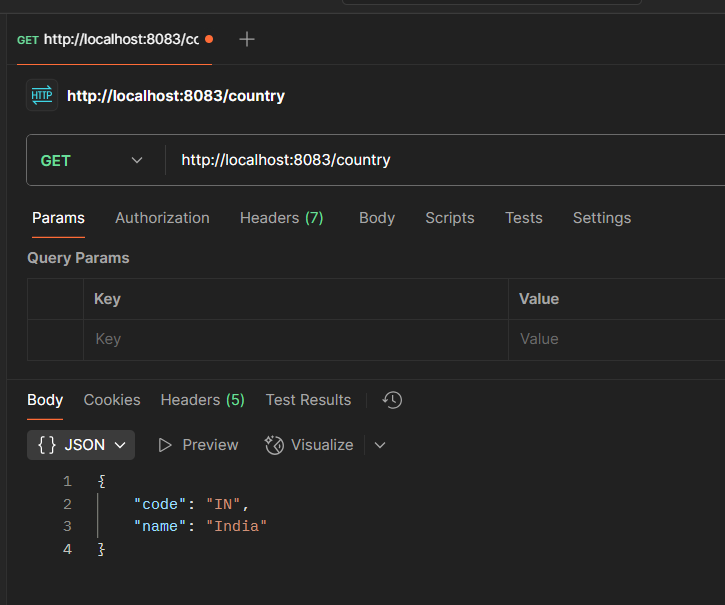 GET http://localhost:8083/cc
HTTP http://localhost:8083/country
GET http://localhost:8083/country
Params Authorization Headers (7) Body Scripts Tests Settings
Query Params
Key Value
Key Value
Body Cookies Headers (5) Test Results
{} JSON Preview Visualize
1 {
2 "code": "IN",
3 "name": "India"
4 }